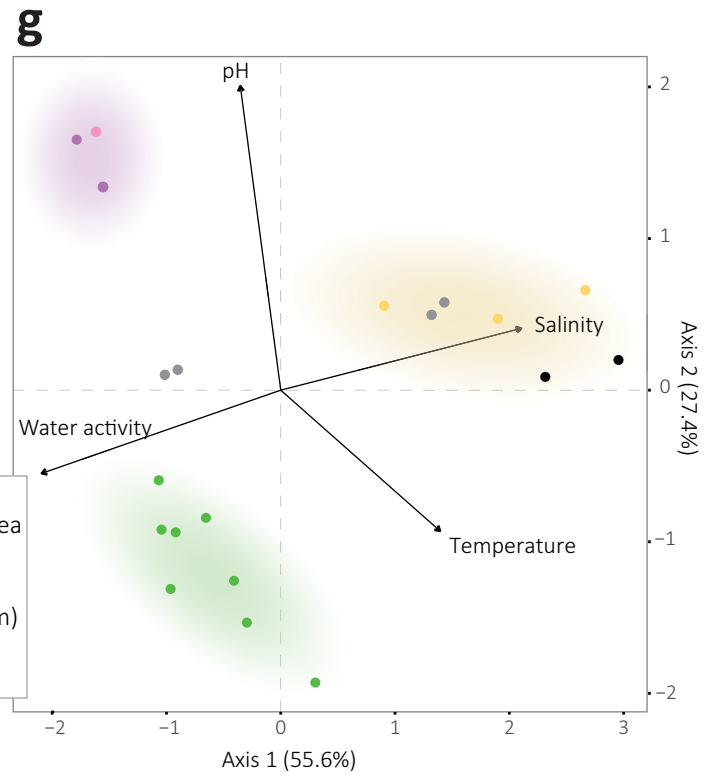 g
pH
2
1
Salinity
0
Axis 2 (27.4%)
Water activity
ea
Temperature
−1
m)
−2
−2 −1 0 1 2 3
Axis 1 (55.6%)